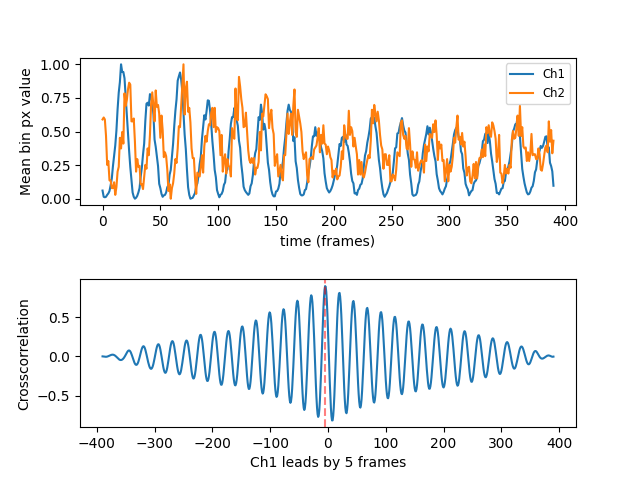 1.00
0.75
0.50
0.25
0.00
Mean bin px value
Ch1
Ch2
0 50 100 150 200 250 300 350 400
time (frames)
0.5
0.0
−0.5
Crosscorrelation
−400 −300 −200 −100 0 100 200 300 400
Ch1 leads by 5 frames